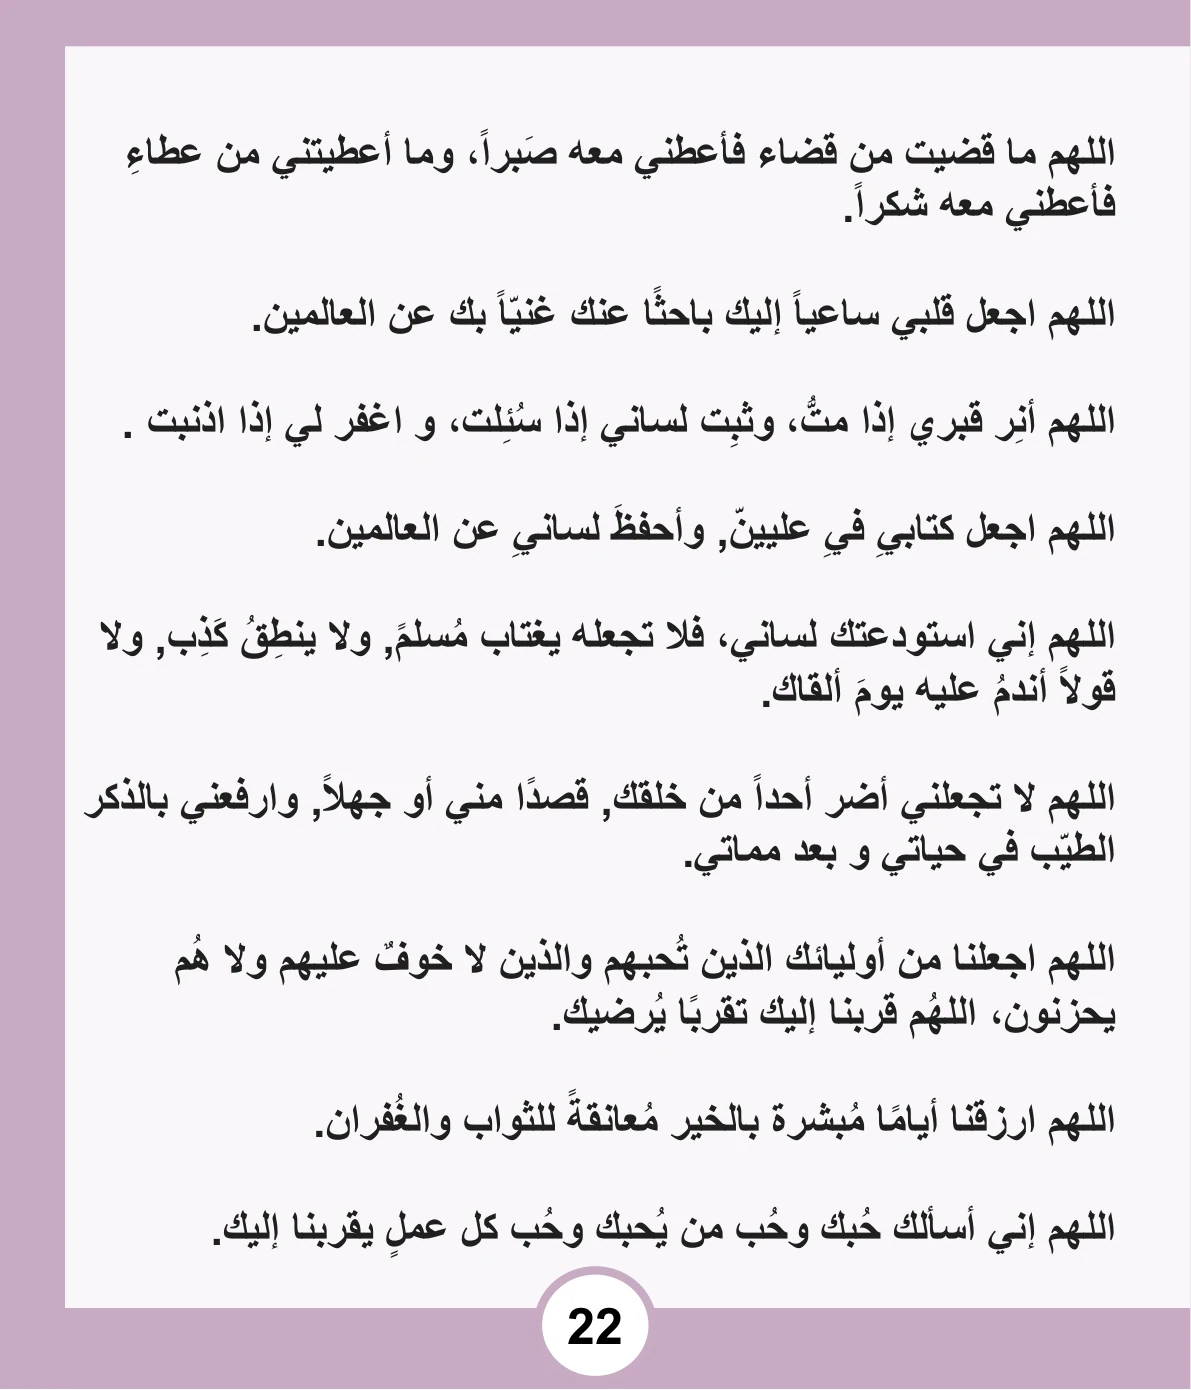 اللهم ما قضيت من قضاء فأعطني معه صَبراً، وما أعطيتني من عطاءِ
فأعطني معه شكراً.
اللهم اجعل قلبي ساعياً إليك باحثًا عنك غنيّاً بك عن العالمين.
اللهم أنِر قبري إذا متُّ، وثبِت لساني إذا سُئِلت، و اغفر لي إذا اذنبت .
اللهم اجعل كتابيِ فيِ عليينّ, وأحفظَ لسانيِ عن العالمين.
اللهم إني استودعتك لساني، فلا تجعله يغتاب مُسلمً, ولا ينطِقُ كَذِب, ولا
قولاً أندمُ عليه يومَ ألقاك.
اللهم لا تجعلني أضر أحداً من خلقك, قصدًا مني أو جهلاً, وارفعني بالذكر
الطيّب في حياتي و بعد مماتي.
اللهم اجعلنا من أوليائك الذين تُحبهم والذين لا خوفٌ عليهم ولا هُم
يحزنون، اللهُم قربنا إليك تقربًا يُرضيك.
اللهم ارزقنا أيامًا مُبشرة بالخير مُعانقةً للثواب والغُفران.
اللهم إني أسألك حُبك وحُب من يُحبك وحُب كل عملٍ يقربنا إليك.
22